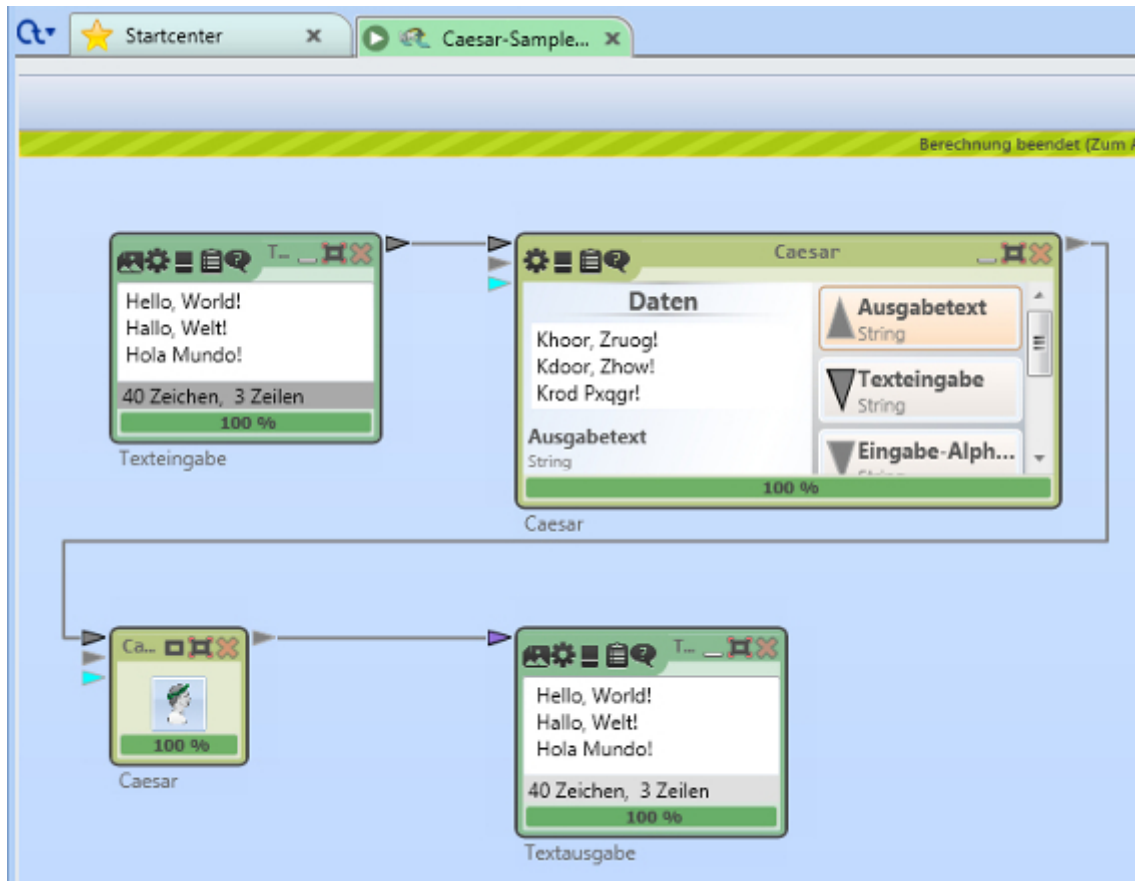 Startcenter
Caesar-Sample...
Berechnung beendet (Zum A
T...
Hello, World!
Hallo, Welt!
Hola Mundo!
40 Zeichen, 3 Zeilen
100 %
Texteingabe
Caesar
Daten
Khoor, Zruog!
Kdoor, Zhow!
Krod Pxqgr!
Ausgabetext
String
Ausgabetext
String
Texteingabe
String
Eingabe-Alph...
100 %
Caesar
Ca...
100 %
Caesar
T...
Hello, World!
Hallo, Welt!
Hola Mundo!
40 Zeichen, 3 Zeilen
100 %
Textausgabe